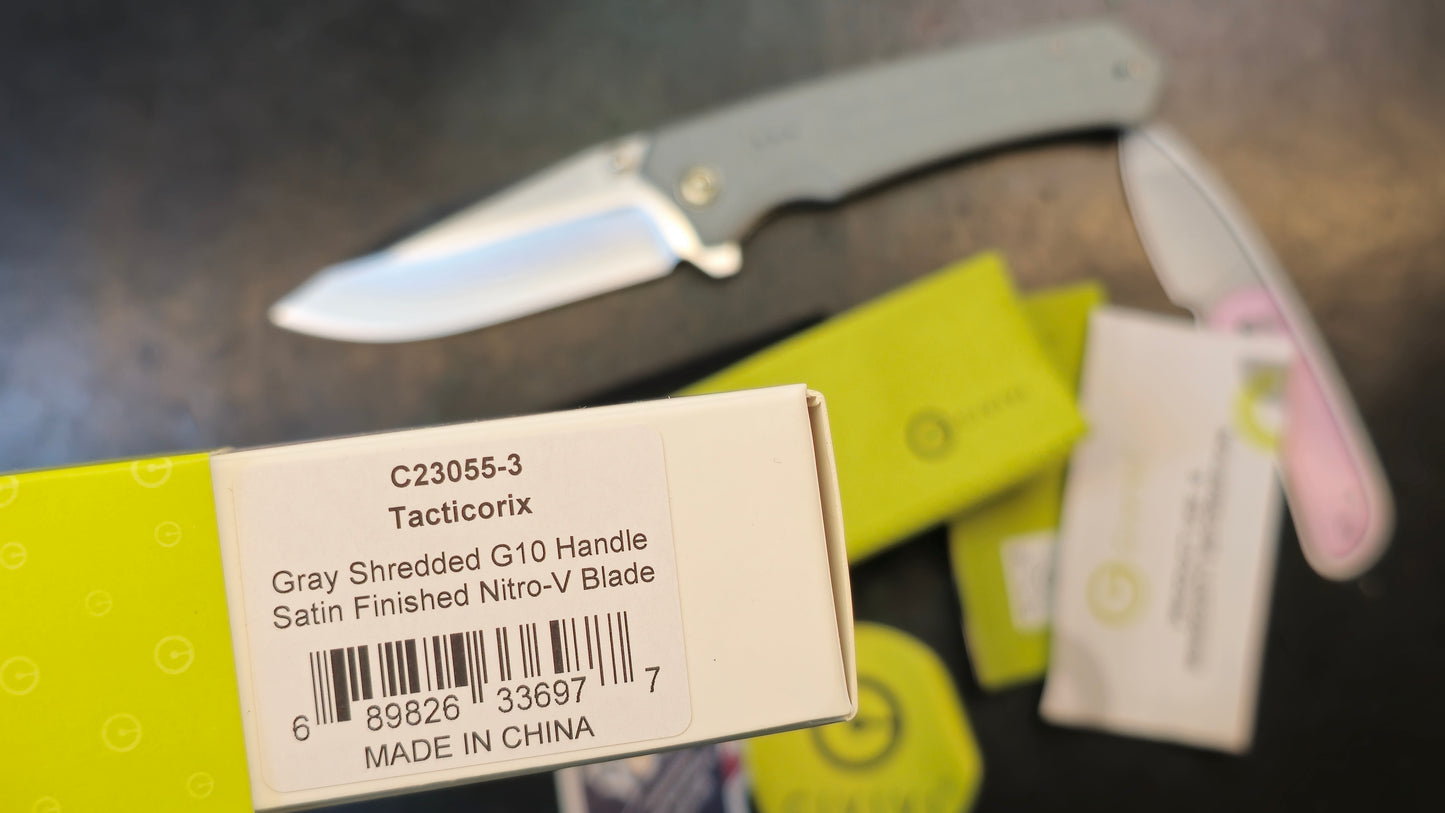 C23055-3
Tacticorix
Gray Shredded G10 Handle
Satin Finished Nitro-V Blade
6 89826 33697 7
MADE IN CHINA